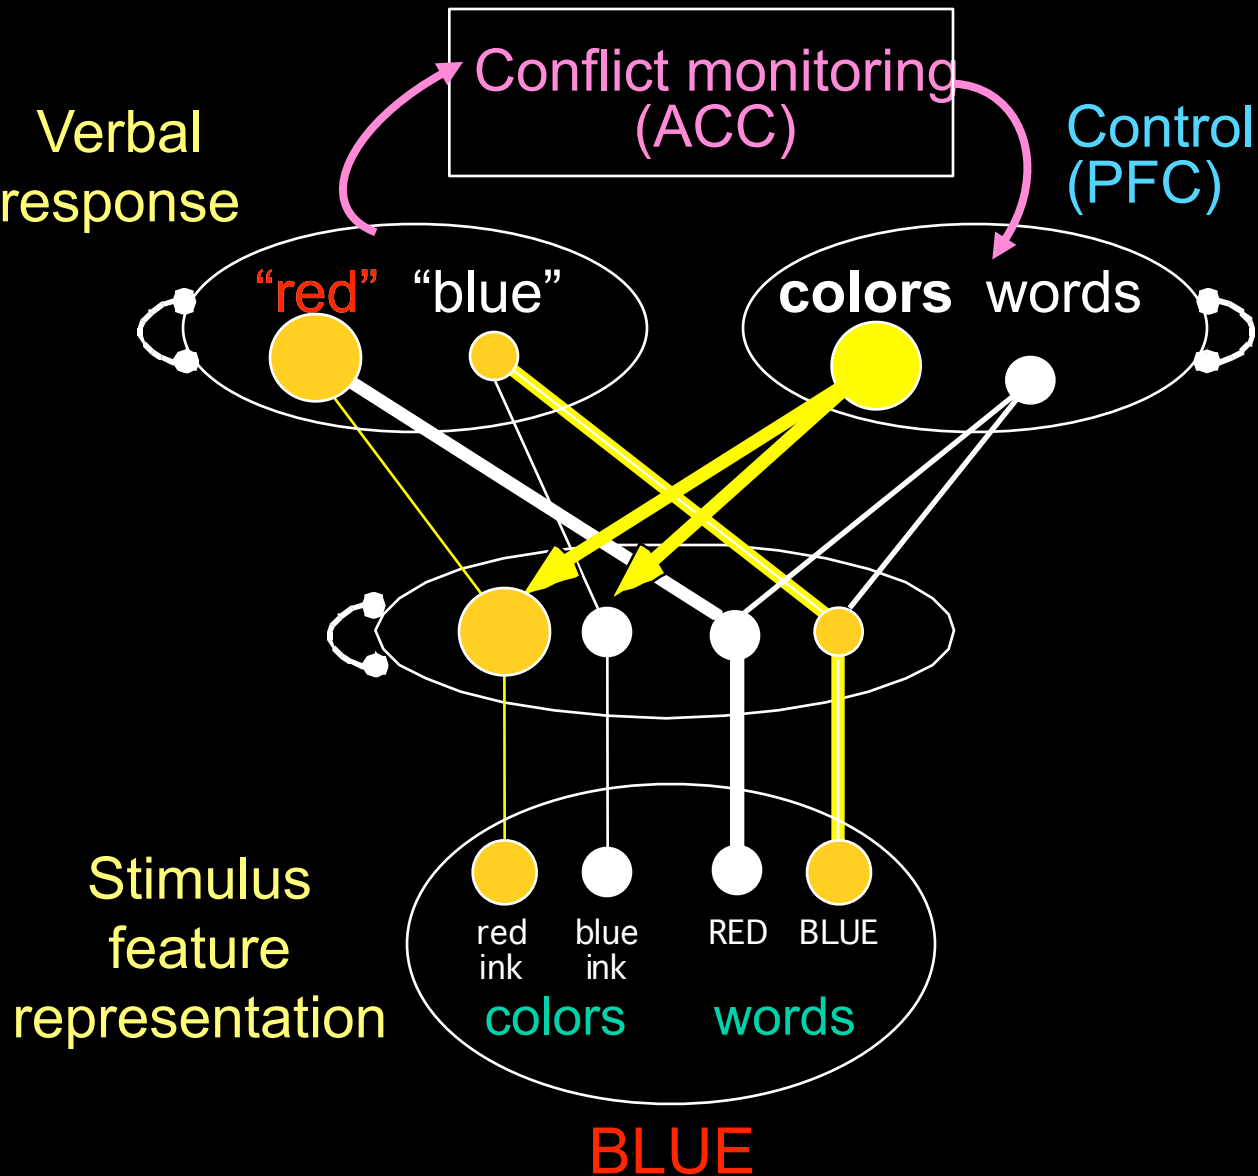 Conflict monitoring
(ACC)
Verbal
response
Control
(PFC)
“red” “blue”
colors words
Stimulus
feature
representation
red
ink
blue
ink
RED
BLUE
colors
words
BLUE